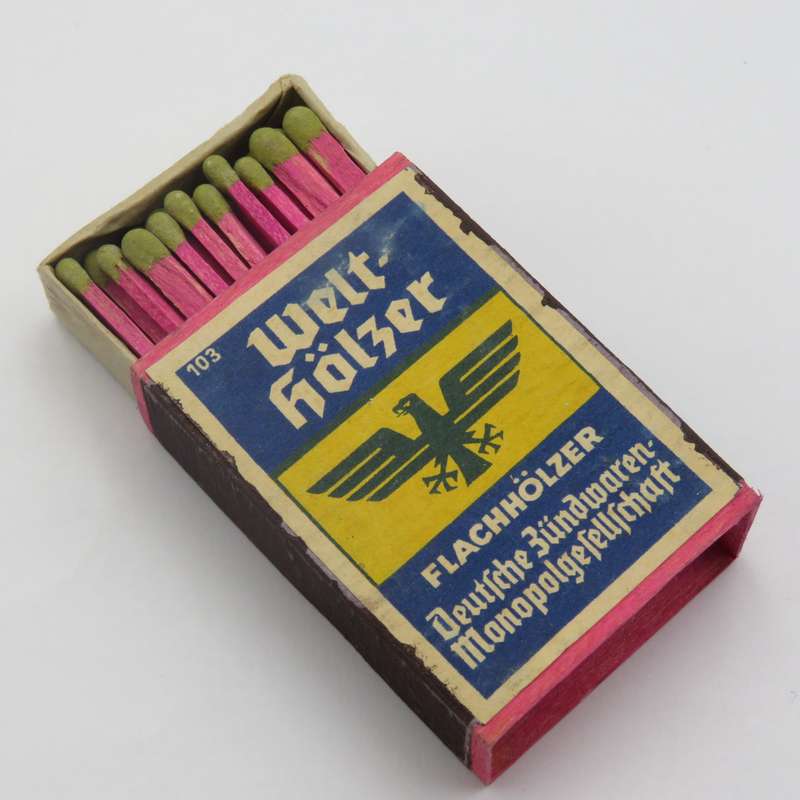 103
Welt-
Hölzer
FLACHHÖLZER
Deutſche Zündwaren-
Monopolgeſellſchaft